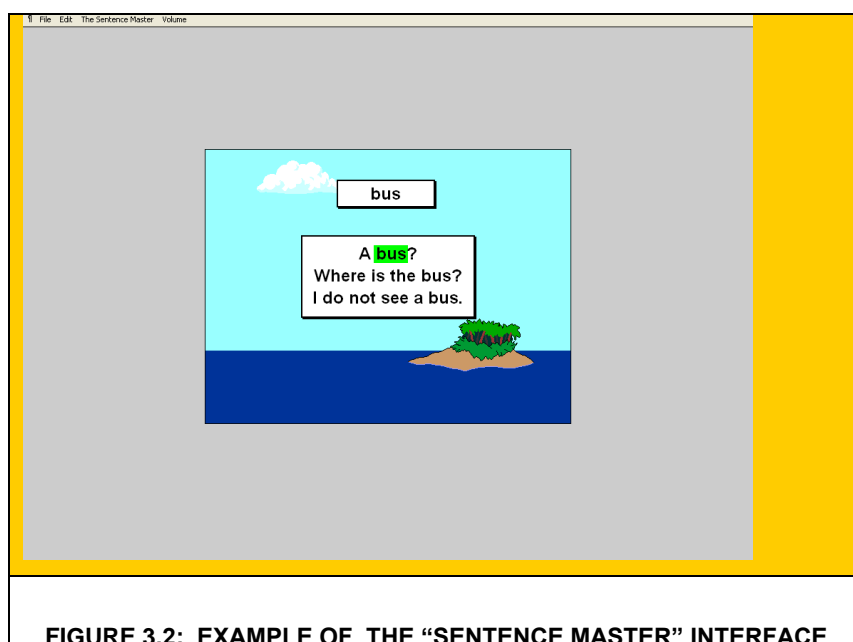 ¶ File Edit The Sentence Master Volume
bus
A bus?
Where is the bus?
I do not see a bus.
FIGURE 3.2: EXAMPLE OF THE “SENTENCE MASTER” INTERFACE